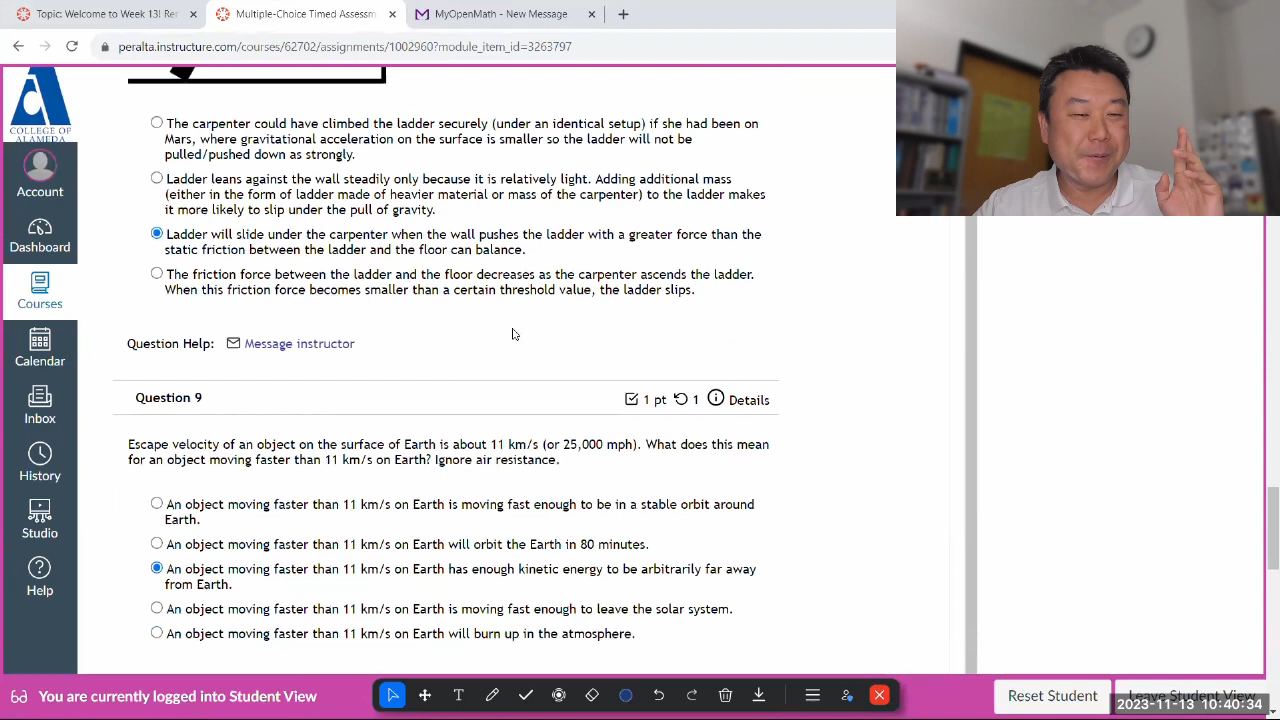 Topic: Welcome to Week 13| Re
Multiple-Choice Timed Assessm
MyOpenMath - New Message
peralta.instructure.com/courses/62702/assignments/1002960?module_item_id=3263797
COLLEGE OF
ALAMEDA
Account
Dashboard
Courses
Calendar
Inbox
History
Studio
Help
The carpenter could have climbed the ladder securely (under an identical setup) if she had been on
Mars, where gravitational acceleration on the surface is smaller so the ladder will not be
pulled/pushed down as strongly.
Ladder leans against the wall steadily only because it is relatively light. Adding additional mass
(either in the form of ladder made of heavier material or mass of the carpenter) to the ladder makes
it more likely to slip under the pull of gravity.
Ladder will slide under the carpenter when the wall pushes the ladder with a greater force than the
static friction between the ladder and the floor can balance.
The friction force between the ladder and the floor decreases as the carpenter ascends the ladder.
When this friction force becomes smaller than a certain threshold value, the ladder slips.
Question Help: Message instructor
Question 9
1 pt 1 Details
Escape velocity of an object on the surface of Earth is about 11 km/s (or 25,000 mph). What does this mean
for an object moving faster than 11 km/s on Earth? Ignore air resistance.
An object moving faster than 11 km/s on Earth is moving fast enough to be in a stable orbit around
Earth.
An object moving faster than 11 km/s on Earth will orbit the Earth in 80 minutes.
An object moving faster than 11 km/s on Earth has enough kinetic energy to be arbitrarily far away
from Earth.
An object moving faster than 11 km/s on Earth is moving fast enough to leave the solar system.
An object moving faster than 11 km/s on Earth will burn up in the atmosphere.
You are currently logged into Student View
Reset Student
Leave Student View
2023-11-13 10:40:34